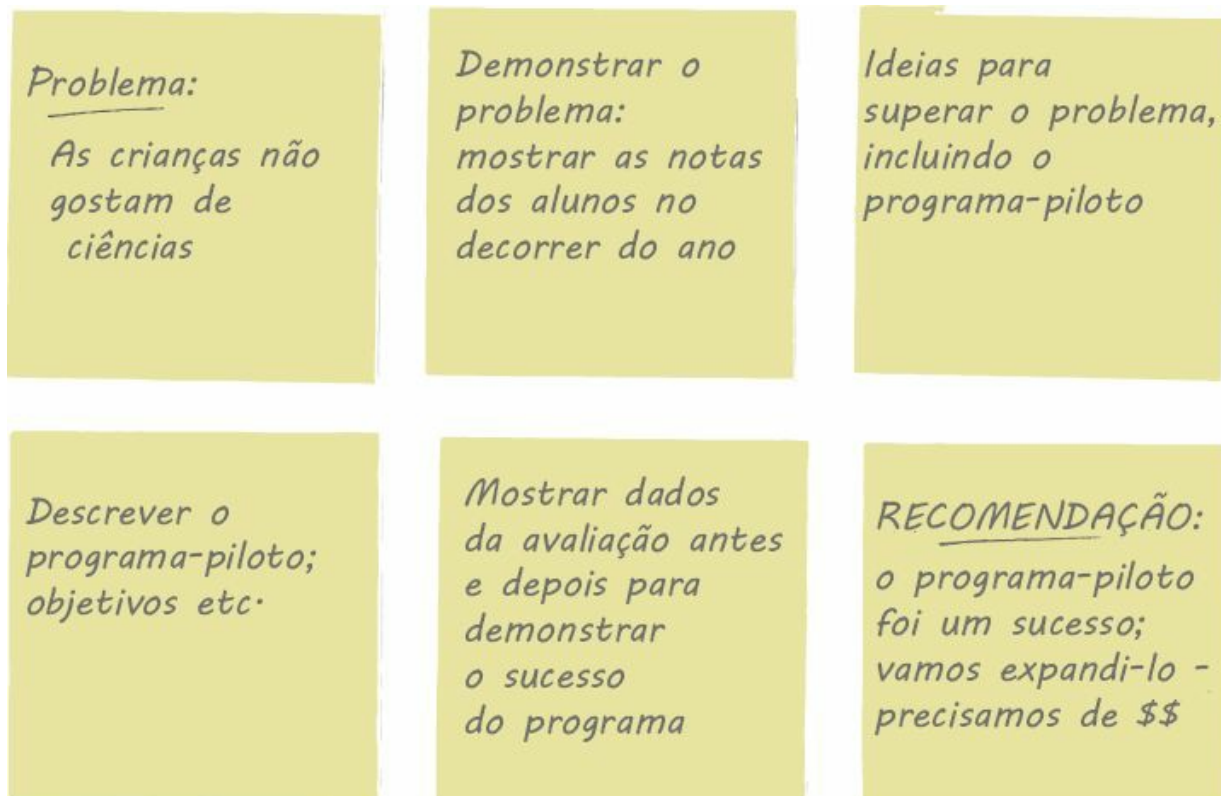 Problema:
As crianças não
gostam de
ciências
Demonstrar o
problema:
mostrar as notas
dos alunos no
decorrer do ano
Ideias para
superar o problema,
incluindo o
programa-piloto
Descrever o
programa-piloto;
objetivos etc.
Mostrar dados
da avaliação antes
e depois para
demonstrar
o sucesso
do programa
RECOMENDAÇÃO:
o programa-piloto
foi um sucesso;
vamos expandi-lo -
precisamos de $$